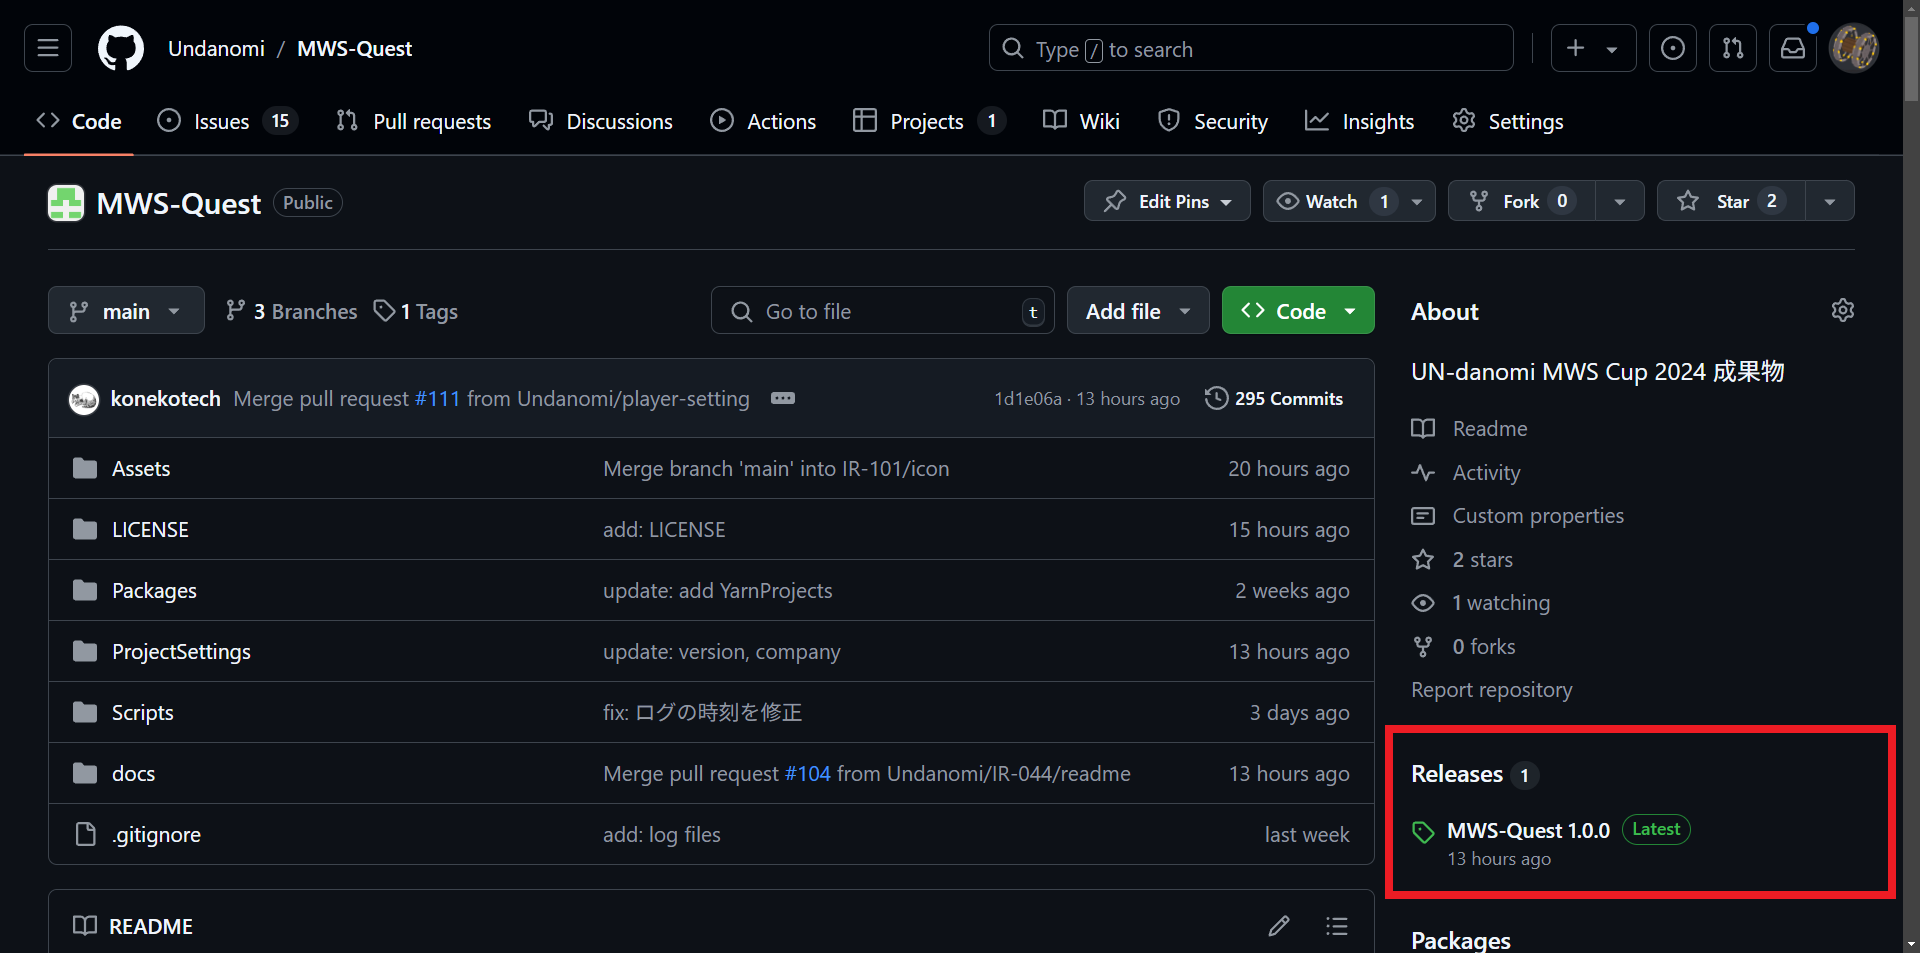 Undanomi / MWS-Quest
Type / to search
Code
Issues 15
Pull requests
Discussions
Actions
Projects 1
Wiki
Security
Insights
Settings
MWS-Quest Public
Edit Pins
Watch 1
Fork 0
Star 2
main
3 Branches
1 Tags
Go to file t
Add file
Code
konekotech Merge pull request #111 from Undanomi/player-setting 1d1e06a · 13 hours ago 295 Commits
Assets Merge branch 'main' into IR-101/icon 20 hours ago
LICENSE add: LICENSE 15 hours ago
Packages update: add YarnProjects 2 weeks ago
ProjectSettings update: version, company 13 hours ago
Scripts fix: ログの時刻を修正 3 days ago
docs Merge pull request #104 from Undanomi/IR-044/readme 13 hours ago
.gitignore add: log files last week
README
About
UN-danomi MWS Cup 2024 成果物
Readme
Activity
Custom properties
2 stars
1 watching
0 forks
Report repository
Releases 1
MWS-Quest 1.0.0 Latest
13 hours ago
Packages